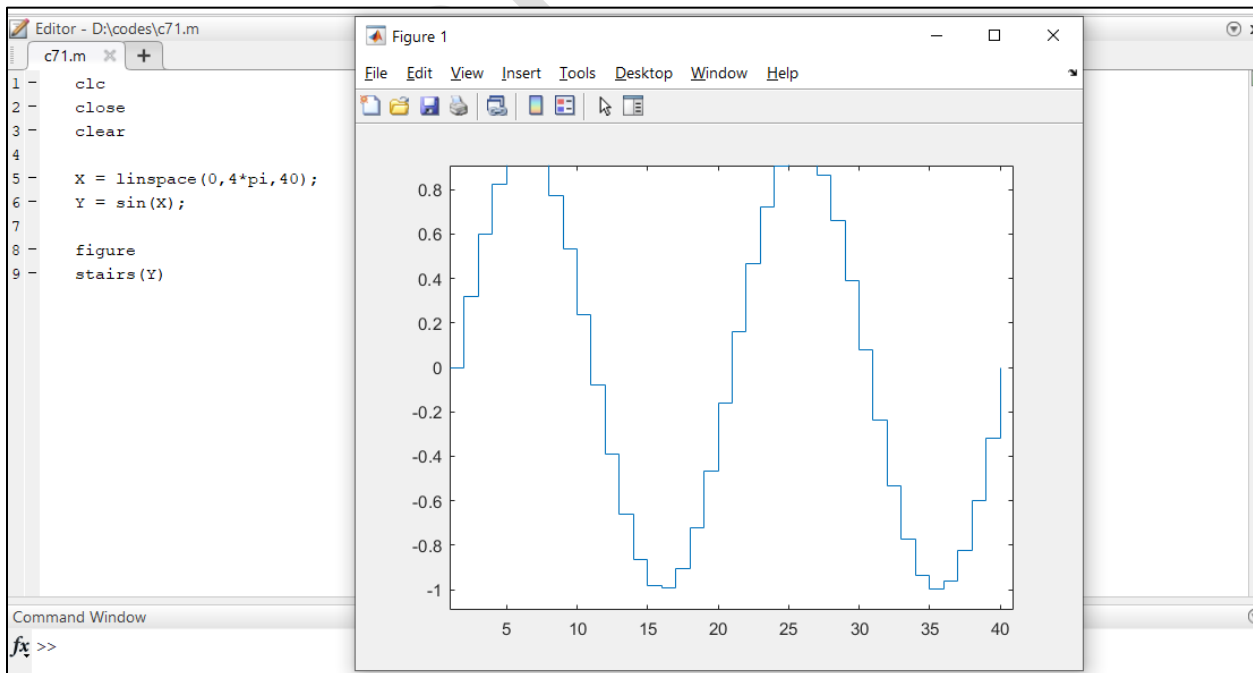 Editor - D:\codes\c71.m
c71.m
1 clc
2 close
3 clear
4
5 X = linspace(0,4*pi,40);
6 Y = sin(X);
7
8 figure
9 stairs(Y)
Command Window
fx >>
Figure 1
File Edit View Insert Tools Desktop Window Help
0.8
0.6
0.4
0.2
0
-0.2
-0.4
-0.6
-0.8
-1
5 10 15 20 25 30 35 40